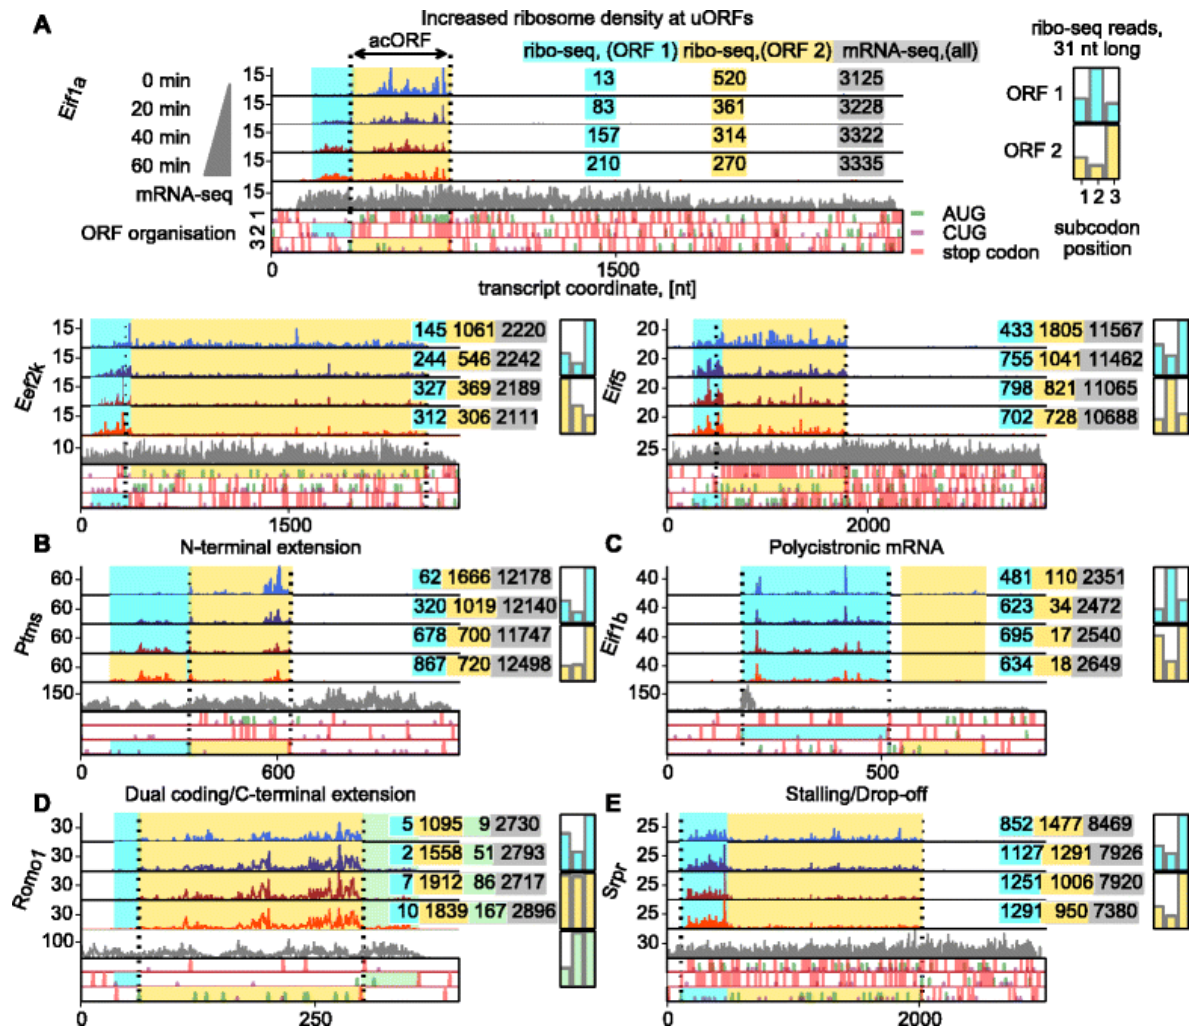 A
Increased ribosome density at uORFs
acORF
ribo-seq, (ORF 1) ribo-seq,(ORF 2) mRNA-seq,(all)
ribo-seq reads,
31 nt long
Eif1a
0 min 15 13 520 3125
20 min 15 83 361 3228
40 min 15 157 314 3322
60 min 15 210 270 3335
mRNA-seq 15
ORF organisation 3 2 1
0 1500
transcript coordinate, [nt]
ORF 1
ORF 2
1 2 3
subcodon
position
AUG
CUG
stop codon
Eef2k
15 145 1061 2220
15 244 546 2242
15 327 369 2189
15 312 306 2111
10
0 1500
Eif5
20 433 1805 11567
20 755 1041 11462
20 798 821 11065
20 702 728 10688
25
0 2000
B
N-terminal extension
Ptms
60 62 1666 12178
60 320 1019 12140
60 678 700 11747
60 867 720 12498
150
0 600
C
Polycistronic mRNA
Eif1b
40 481 110 2351
40 623 34 2472
40 695 17 2540
40 634 18 2649
150
0 500
D
Dual coding/C-terminal extension
Romo1
30 5 1095 9 2730
30 2 1558 51 2793
30 7 1912 86 2717
30 10 1839 167 2896
100
0 250
E
Stalling/Drop-off
Srpr
25 852 1477 8469
25 1127 1291 7926
25 1251 1006 7920
25 1291 950 7380
30
0 2000